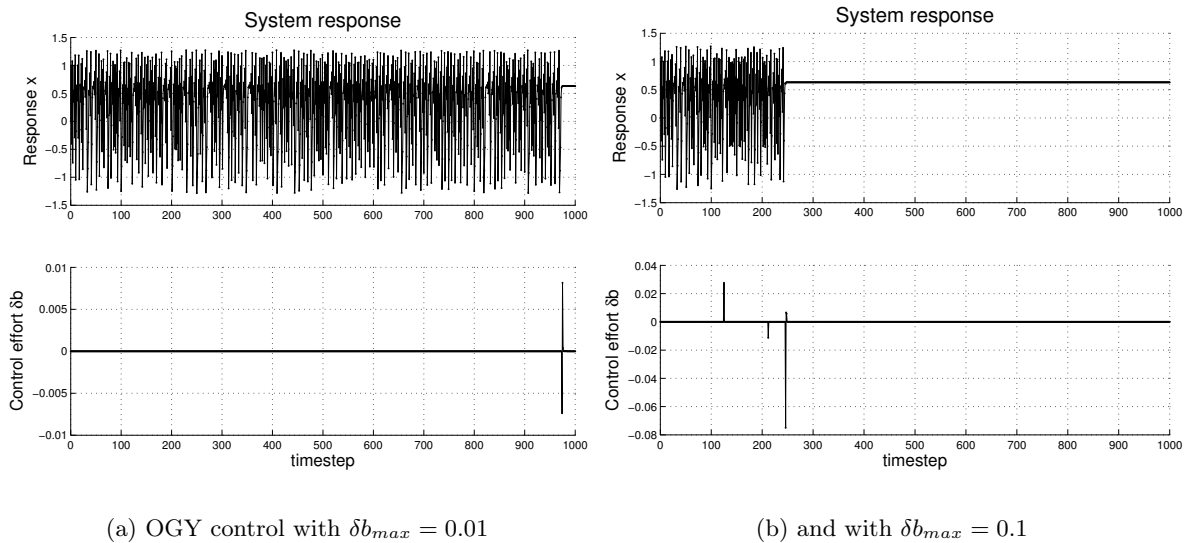 System response
Response x
1.5
1
0.5
0
−0.5
−1
−1.5
0 100 200 300 400 500 600 700 800 900 1000
Control effort δb
0.01
0.005
0
−0.005
−0.01
0 100 200 300 400 500 600 700 800 900 1000
timestep
(a) OGY control with δb_{max} = 0.01
System response
Response x
1.5
1
0.5
0
−0.5
−1
−1.5
0 100 200 300 400 500 600 700 800 900 1000
Control effort δb
0.04
0.02
0
−0.02
−0.04
−0.06
−0.08
0 100 200 300 400 500 600 700 800 900 1000
timestep
(b) and with δb_{max} = 0.1